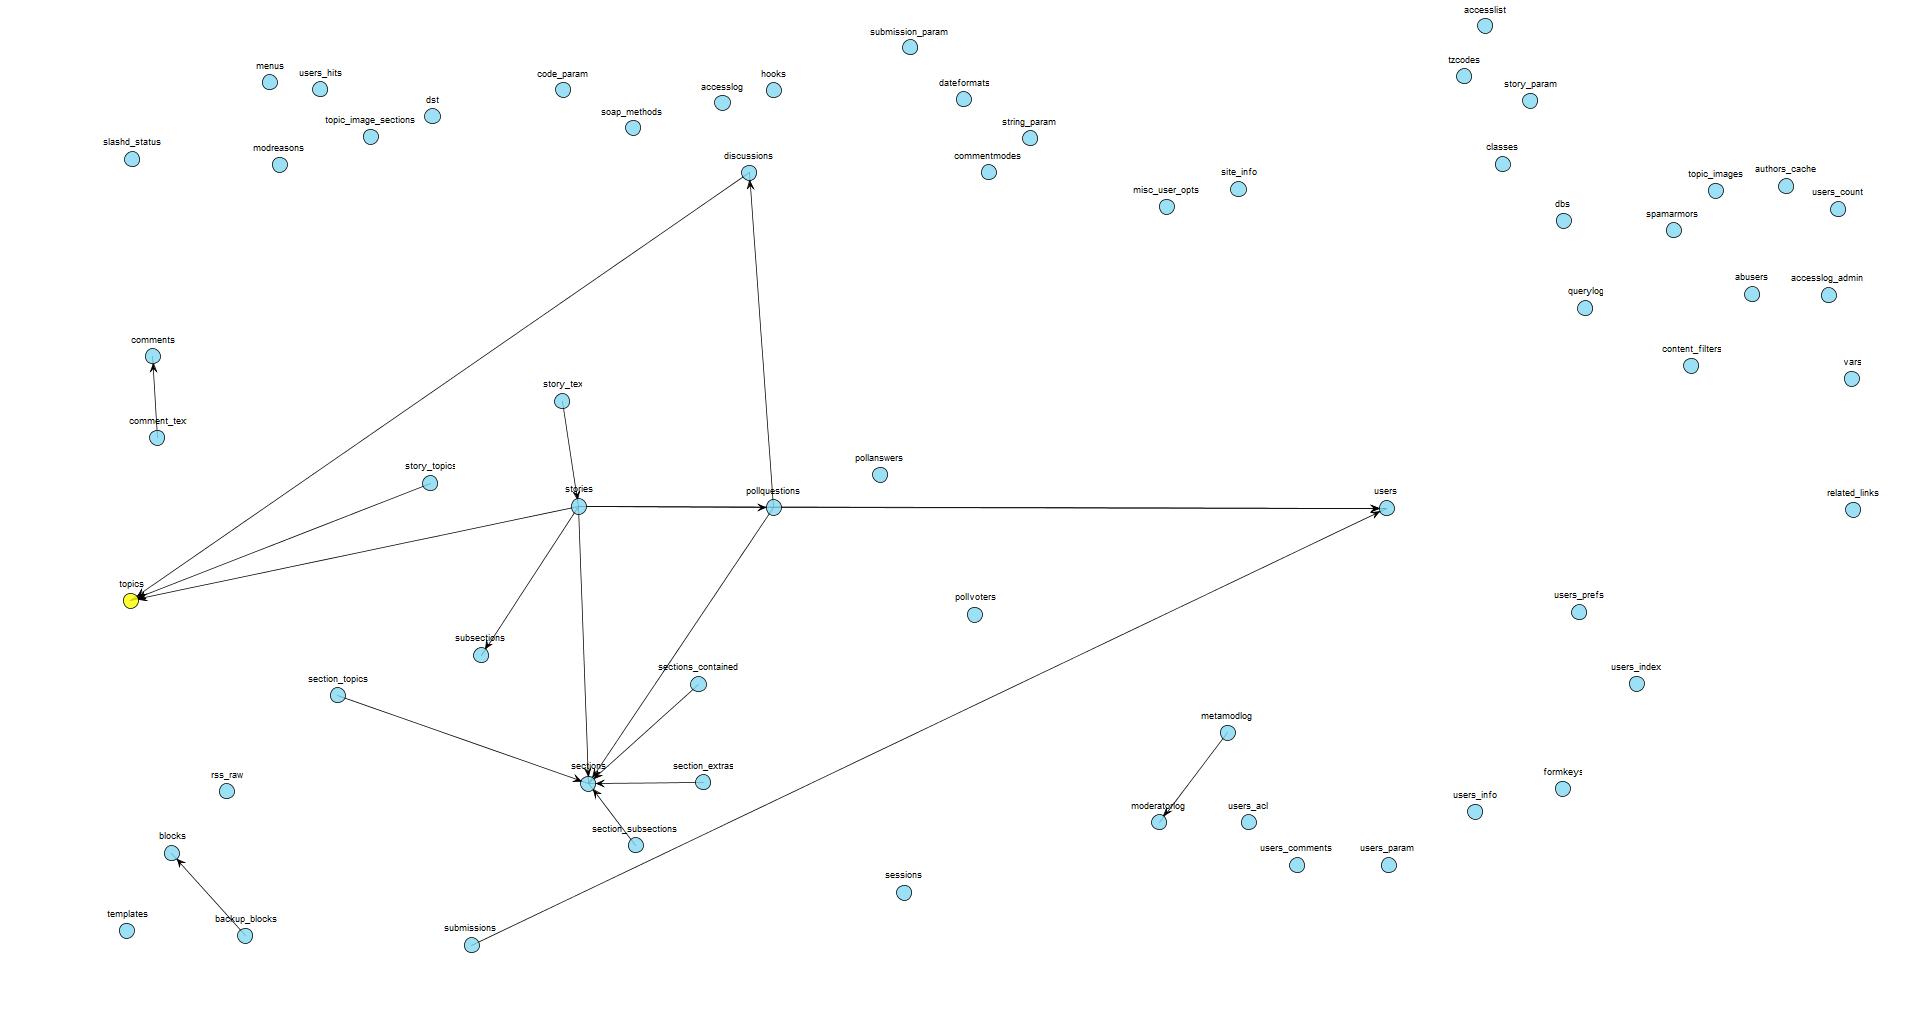 accesslist
submission_param
tzcodes
menus
users_hits
code_param
hooks
accesslog
dateformats
story_param
dst
topic_image_sections
soap_methods
string_param
slashd_status
modreasons
discussions
commentmodes
classes
site_info
misc_user_opts
topic_images
authors_cache
users_count
dbs
spamarmors
abusers
accesslog_admin
querylog
comments
content_filters
vars
story_tex
comment_tex
pollanswers
story_topics
stories
pollquestions
users
related_links
topics
pollvoters
users_prefs
subsections
sections_contained
users_index
section_topics
metamodlog
sections
section_extras
rss_raw
formkeys
users_info
moderatorlog
users_acl
section_subsections
blocks
users_comments
users_param
sessions
templates
backup_blocks
submissions